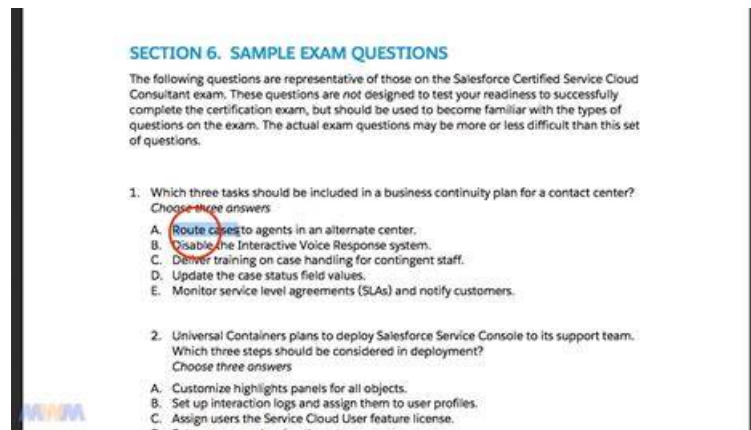 SECTION 6. SAMPLE EXAM QUESTIONS
The following questions are representative of those on the Salesforce Certified Service Cloud
Consultant exam. These questions are not designed to test your readiness to successfully
complete the certification exam, but should be used to become familiar with the types of
questions on the exam. The actual exam questions may be more or less difficult than this set
of questions.
1. Which three tasks should be included in a business continuity plan for a contact center?
Choose three answers
A. Route cases to agents in an alternate center.
B. Disable the Interactive Voice Response system.
C. Deliver training on case handling for contingent staff.
D. Update the case status field values.
E. Monitor service level agreements (SLAs) and notify customers.
2. Universal Containers plans to deploy Salesforce Service Console to its support team.
Which three steps should be considered in deployment?
Choose three answers
A. Customize highlights panels for all objects.
B. Set up interaction logs and assign them to user profiles.
C. Assign users the Service Cloud User feature license.